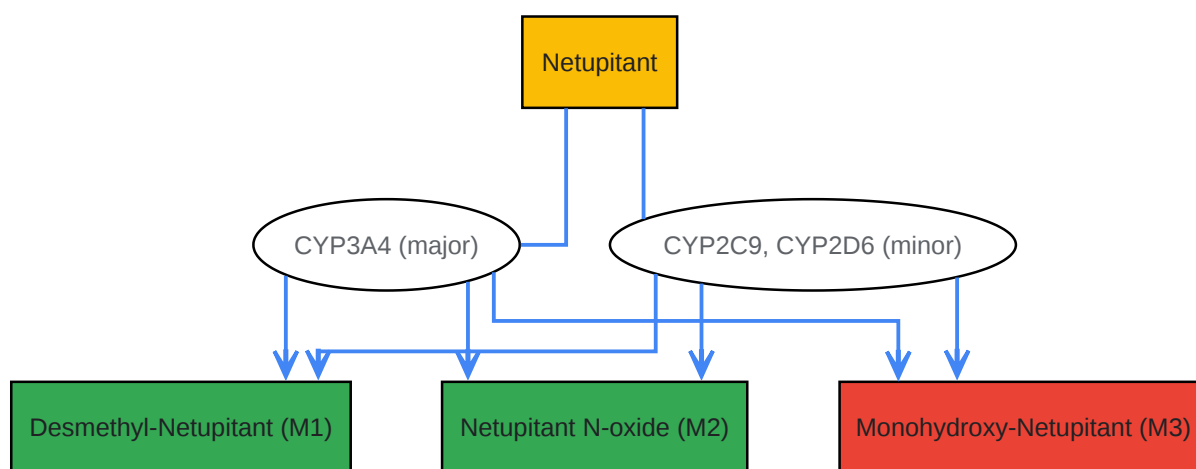 Netupitant
CYP3A4 (major)
CYP2C9, CYP2D6 (minor)
Desmethyl-Netupitant (M1)
Netupitant N-oxide (M2)
Monohydroxy-Netupitant (M3)